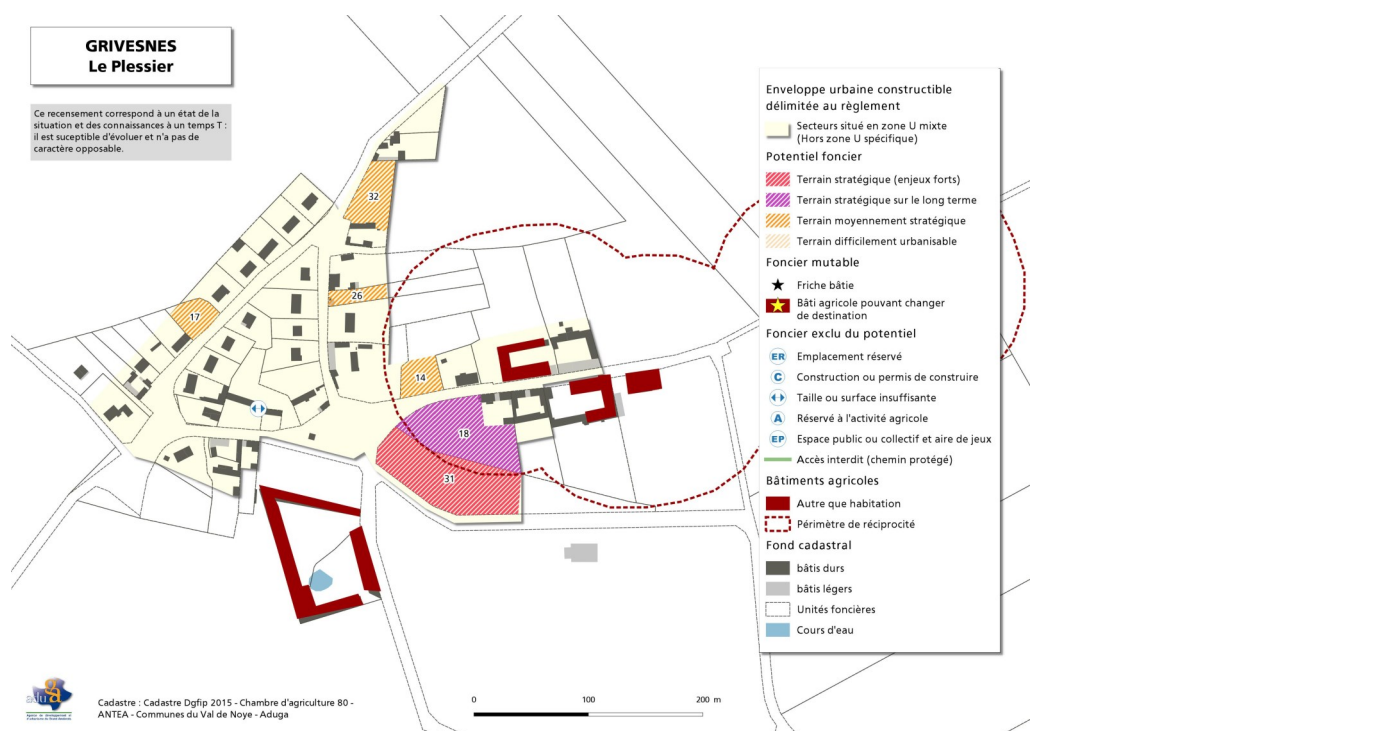 GRIVESNES
Le Plessier
Ce recensement correspond à un état de la
situation et des connaissances à un temps T :
il est suceptible d'évoluer et n'a pas de
caractère opposable.
32
17
26
14
18
31
Enveloppe urbaine constructible
délimitée au règlement
Secteurs situé en zone U mixte
(Hors zone U spécifique)
Potentiel foncier
Terrain stratégique (enjeux forts)
Terrain stratégique sur le long terme
Terrain moyennement stratégique
Terrain difficilement urbanisable
Foncier mutable
Friche bâtie
Bâti agricole pouvant changer
de destination
Foncier exclu du potentiel
ER Emplacement réservé
C Construction ou permis de construire
Taille ou surface insuffisante
A Réservé à l'activité agricole
EP Espace public ou collectif et aire de jeux
Accès interdit (chemin protégé)
Bâtiments agricoles
Autre que habitation
Périmètre de réciprocité
Fond cadastral
bâtis durs
bâtis légers
Unités foncières
Cours d'eau
aduga
Cadastre : Cadastre Dgfip 2015 - Chambre d'agriculture 80 -
ANTEA - Communes du Val de Noye - Aduga
0 100 200 m